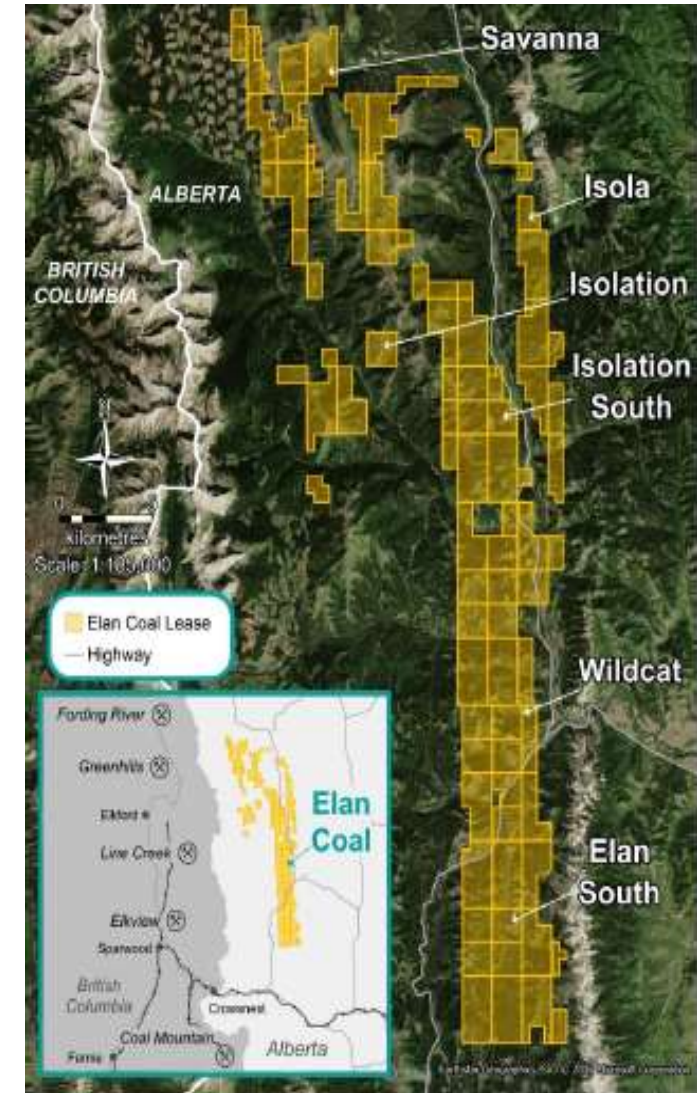 Savanna
Isola
ALBERTA
BRITISH
COLUMBIA
Isolation
Isolation
South
kilometres
Elan Coal Lease
Highway
Wildcat
Fording River
Greenhills
Elkford
Elan
Coal
Line Creek
Elan
South
Elkview
Sparwood
British
Columbia
Crowsnest
Coal Mountain
Alberta
Fernie